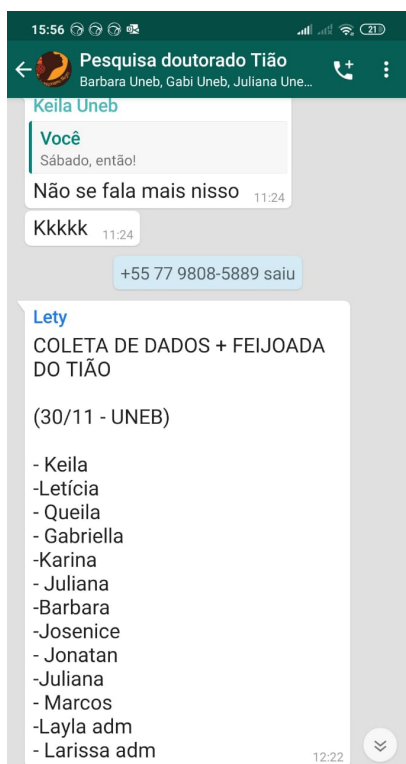 15:56
21
Pesquisa doutorado Tião
Barbara Uneb, Gabi Uneb, Juliana Une...
Keila Uneb
Você
Sábado, então!
Não se fala mais nisso 11:24
Kkkkk 11:24
+55 77 9808-5889 saiu
Lety
COLETA DE DADOS + FEIJOADA
DO TIÃO
(30/11 - UNEB)
- Keila
-Letícia
- Queila
- Gabriella
-Karina
- Juliana
-Barbara
-Josenice
- Jonatan
-Juliana
- Marcos
-Layla adm
- Larissa adm
12:22